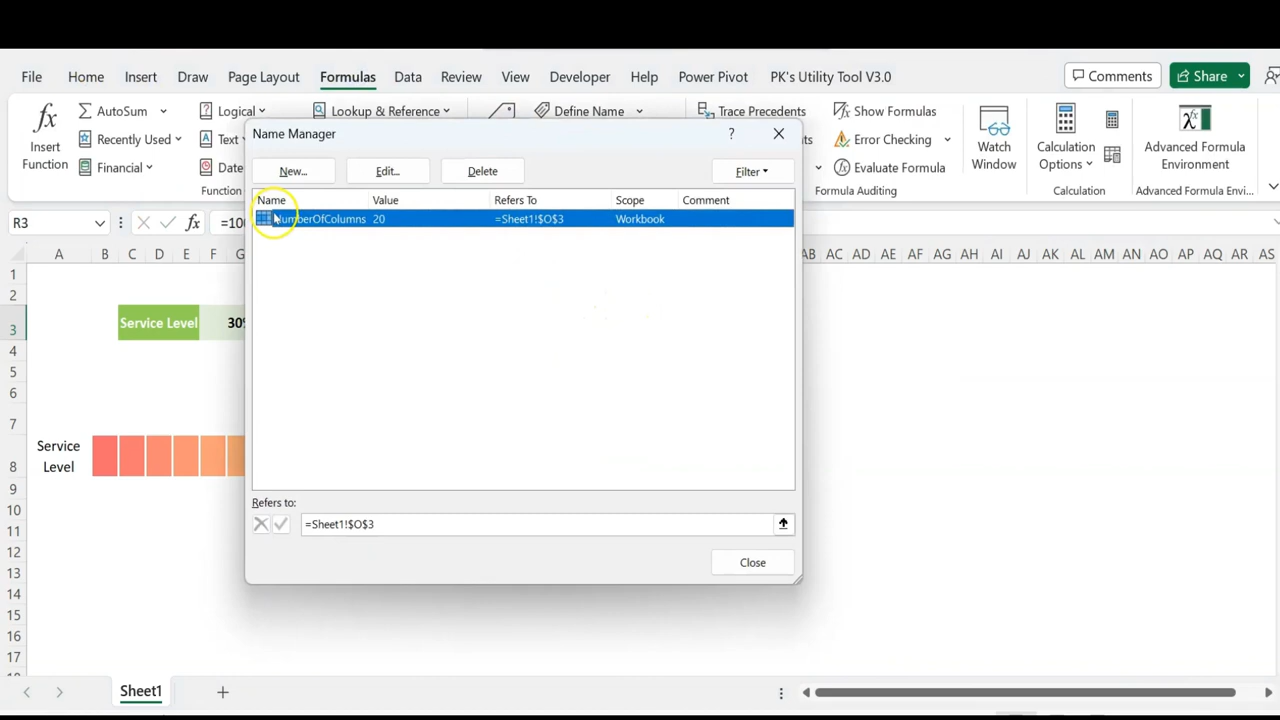 File Home Insert Draw Page Layout Formulas Data Review View Developer Help Power Pivot PK's Utility Tool V3.0 Comments Share
AutoSum Logical Lookup & Reference Define Name Trace Precedents Show Formulas
Recently Used Text Error Checking
Financial Date Evaluate Formula
Insert Function
Watch Window
Calculation Options
Advanced Formula Environment
Function Formula Auditing Calculation Advanced Formula Env...
Name Manager ? ×
New... Edit... Delete Filter
Name Value Refers To Scope Comment
NumberOfColumns 20 =Sheet1!$O$3 Workbook
Refers to:
=Sheet1!$O$3
Close
R3 fx =100
A B C D E F G AB AC AD AE AF AG AH AI AJ AK AL AM AN AO AP AQ AR AS
1
2
3 Service Level 30%
4
5
6
7
8 Service Level
9
10
11
12
13
14
15
16
17
Sheet1